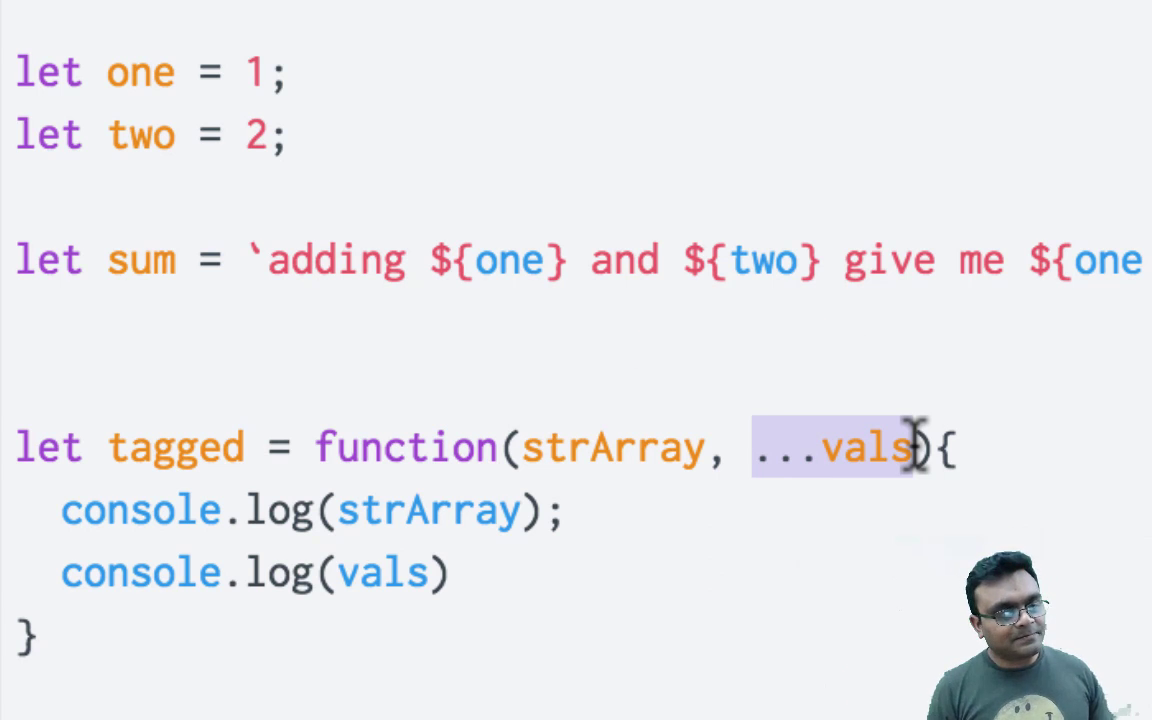 let one = 1;
let two = 2;
let sum = `adding ${one} and ${two} give me ${one
let tagged = function(strArray, ...vals){
console.log(strArray);
console.log(vals)
}